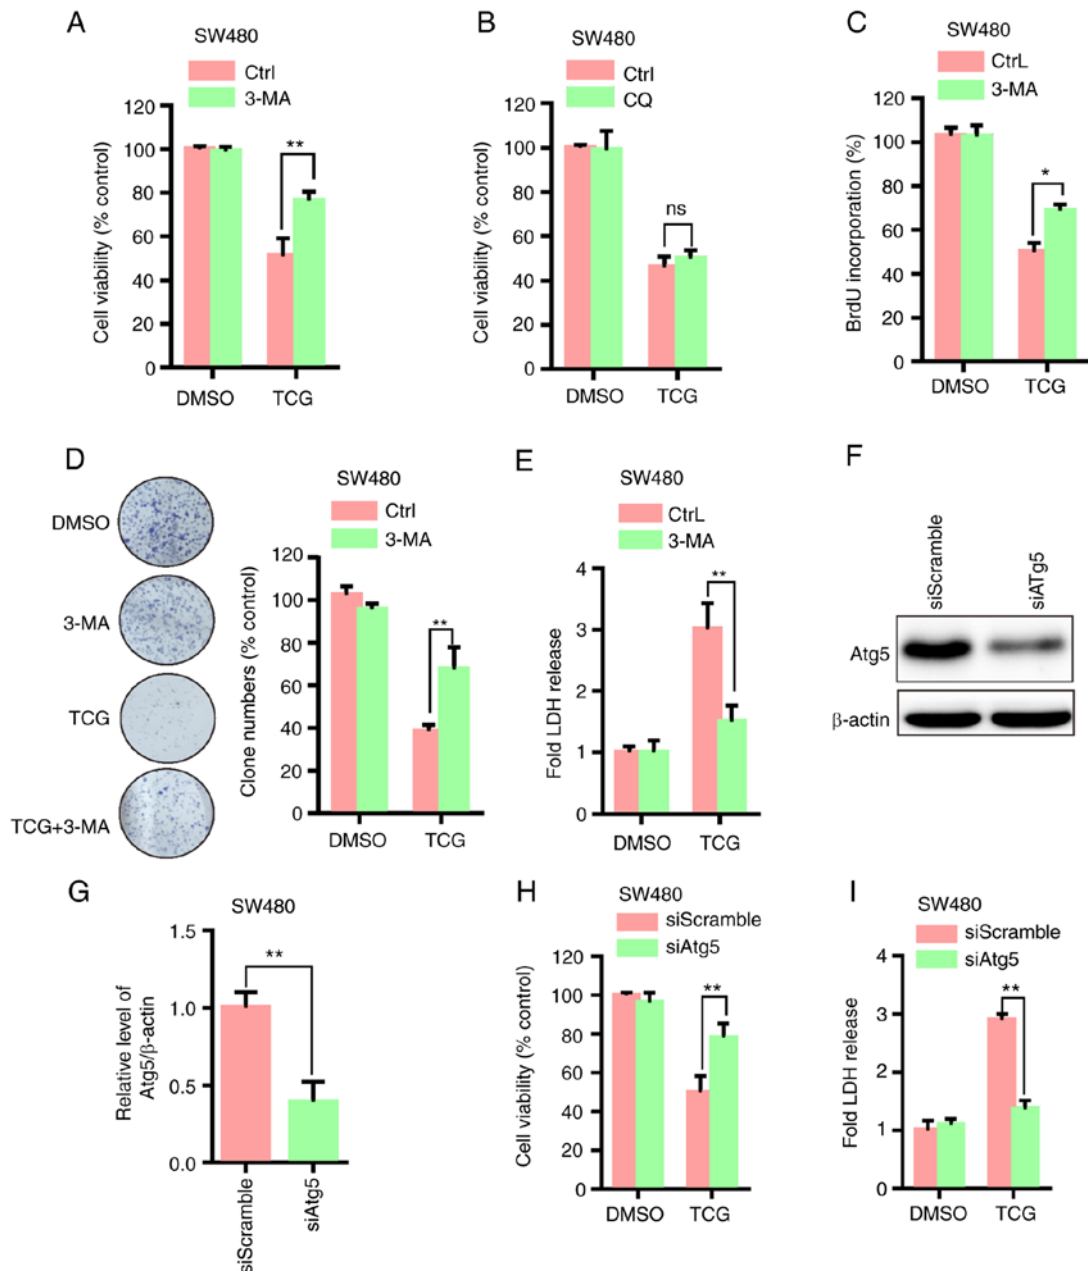 A
SW480
Ctrl
3-MA
Cell viability (% control)
120
100
80
60
40
20
0
**
DMSO TCG
B
SW480
Ctrl
CQ
Cell viability (% control)
120
100
80
60
40
20
0
ns
DMSO TCG
C
SW480
CtrL
3-MA
BrdU incorporation (%)
120
100
80
60
40
20
0
*
DMSO TCG
D
DMSO
3-MA
TCG
TCG+3-MA
SW480
Ctrl
3-MA
Clone numbers (% control)
120
100
80
60
40
20
0
**
DMSO TCG
E
SW480
CtrL
3-MA
Fold LDH release
4
3
2
1
0
**
DMSO TCG
F
siScramble siATg5
Atg5
β-actin
G
SW480
Relative level of
Atg5/β-actin
1.5
1.0
0.5
0.0
**
siScramble siAtg5
H
SW480
siScramble
siAtg5
Cell viability (% control)
120
100
80
60
40
20
0
**
DMSO TCG
I
SW480
siScramble
siAtg5
Fold LDH release
4
3
2
1
0
**
DMSO TCG